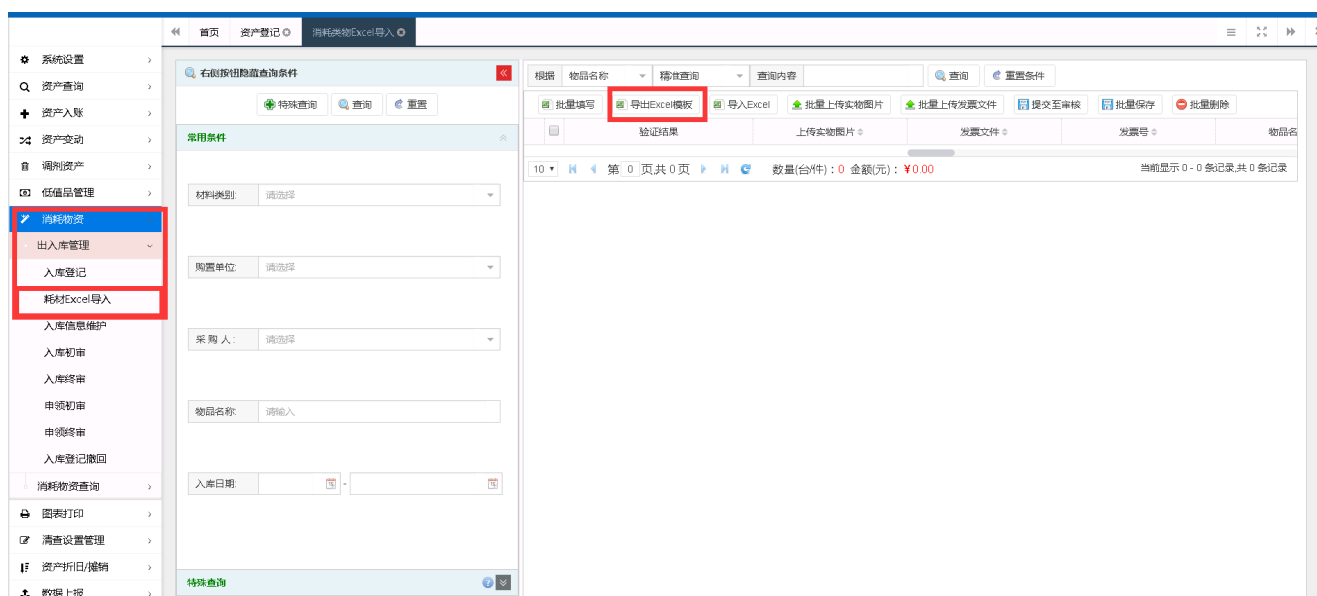 首页 资产登记 消耗类物Excel导入
系统设置
资产查询
资产入账
资产变动
调剂资产
低值品管理
消耗物资
出入库管理
入库登记
耗材Excel导入
入库信息维护
入库初审
入库终审
申领初审
申领终审
入库登记撤回
消耗物资查询
图表打印
清查设置管理
资产折旧/摊销
数据上报
右侧按钮隐藏查询条件
特殊查询 查询 重置
常用条件
材料类别: 请选择
购置单位: 请选择
采 购 人: 请选择
物品名称: 请输入
入库日期: -
特殊查询
根据 物品名称 精准查询 查询内容 查询 重置条件
批量填写 导出Excel模板 导入Excel 批量上传实物图片 批量上传发票文件 提交至审核 批量保存 批量删除
验证结果 上传实物图片 发票文件 发票号 物品名
10 第 0 页,共 0 页 数量(台/件)：0 金额(元)：¥0.00 当前显示 0 - 0 条记录,共 0 条记录